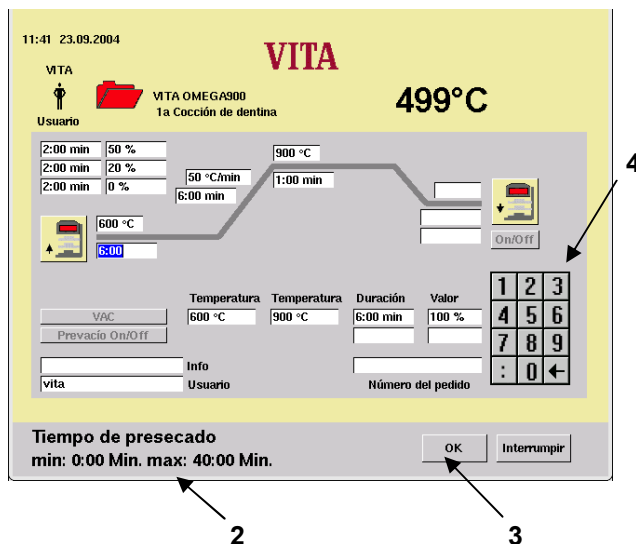 11:41 23.09.2004
VITA
VITA
VITA OMEGA900
1a Cocción de dentina
499°C
Usuario
2:00 min 50 %
2:00 min 20 %
2:00 min 0 %
50 °C/min
6:00 min
900 °C
1:00 min
600 °C
6:00
On/Off
4
Temperatura Temperatura Duración Valor
VAC 600 °C 900 °C 6:00 min 100 %
Prevacío On/Off
Info
vita Usuario Número del pedido
1 2 3
4 5 6
7 8 9
: 0 ←
Tiempo de presecado
min: 0:00 Min. max: 40:00 Min.
OK Interrumpir
2 3